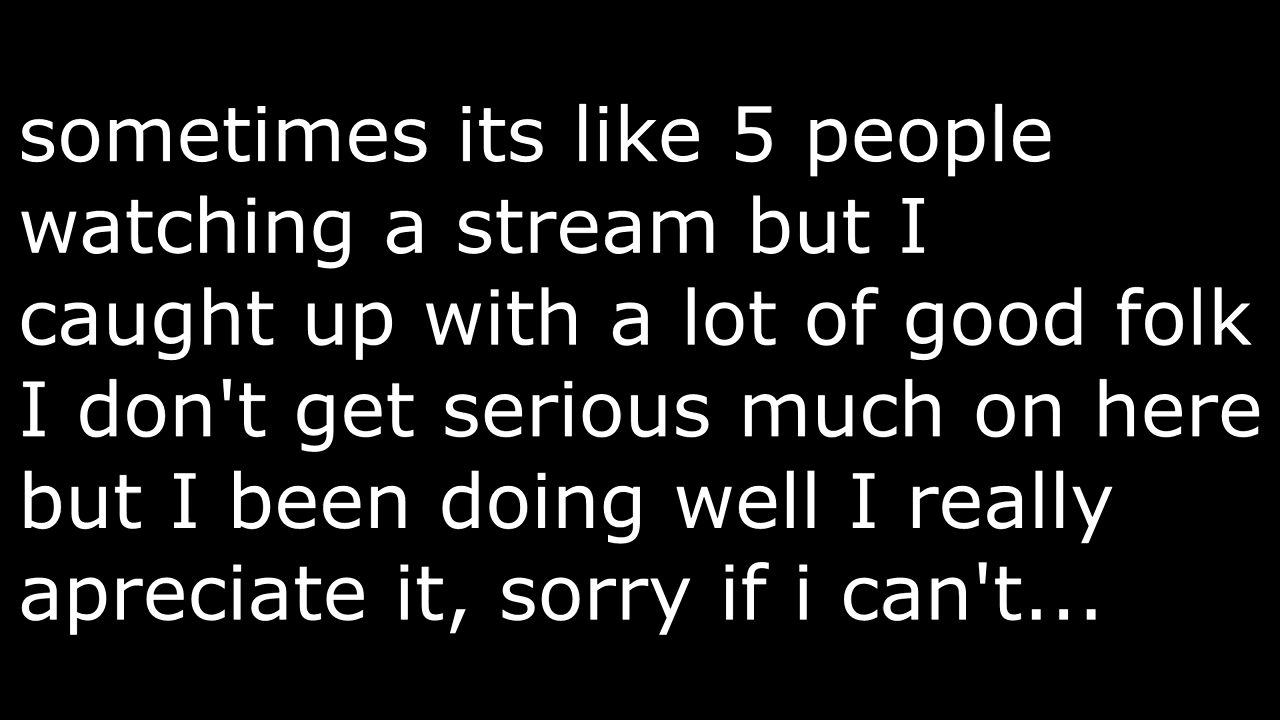 sometimes its like 5 people
watching a stream but I
caught up with a lot of good folk
I don't get serious much on here
but I been doing well I really
apreciate it, sorry if i can't...